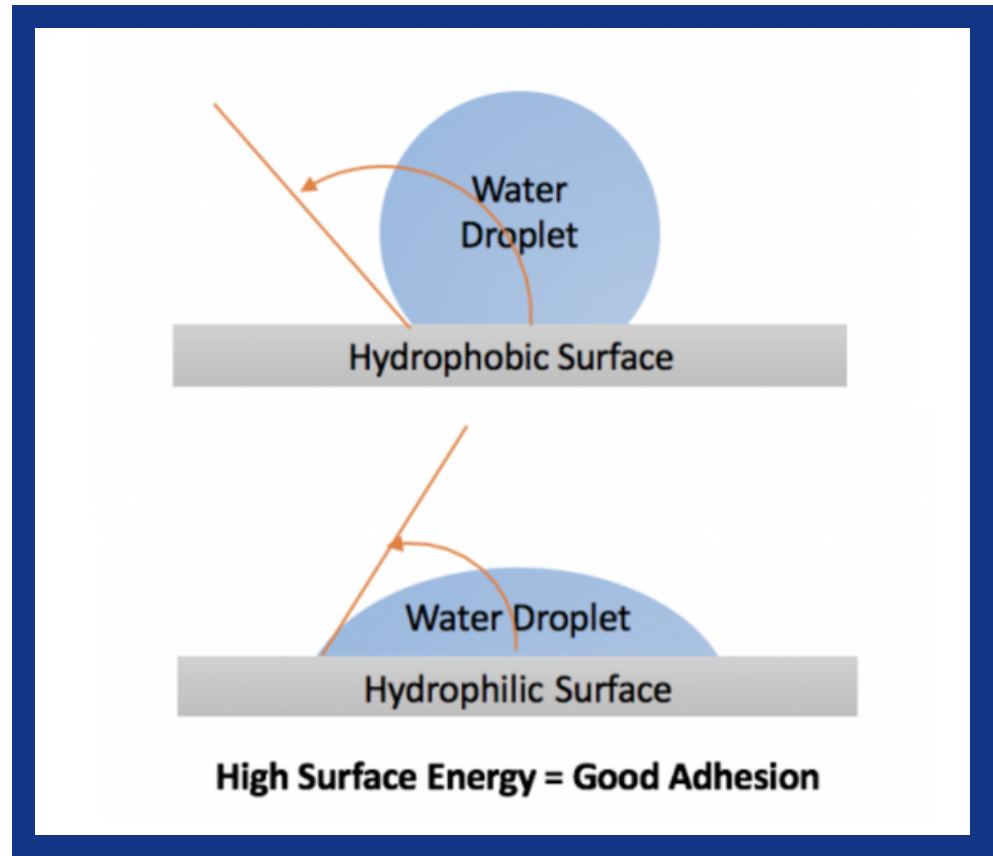 Water
Droplet
Hydrophobic Surface
Water Droplet
Hydrophilic Surface
High Surface Energy = Good Adhesion